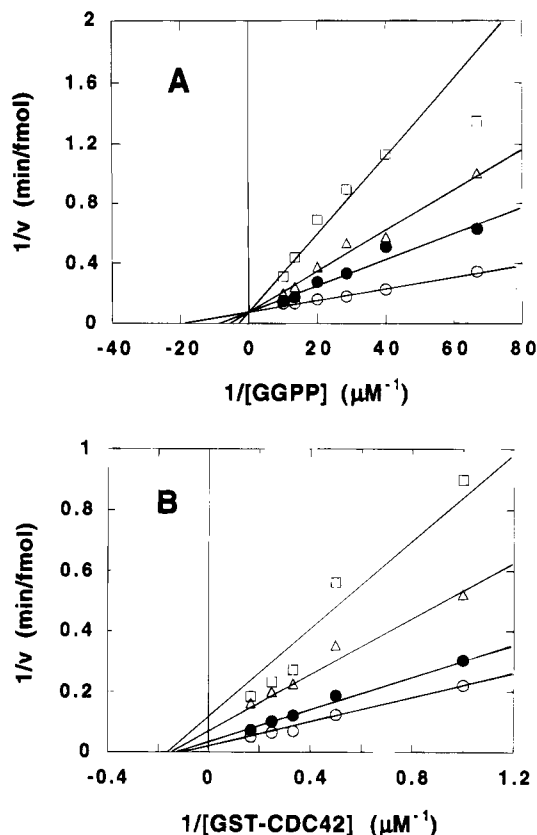 2
1.6
1.2
0.8
0.4
0
A
1/v (min/fmol)
-40 -20 0 20 40 60 80
1/[GGPP] (μM⁻¹)
1
0.8
0.6
0.4
0.2
0
B
1/v (min/fmol)
-0.4 0 0.4 0.8 1.2
1/[GST-CDC42] (μM⁻¹)